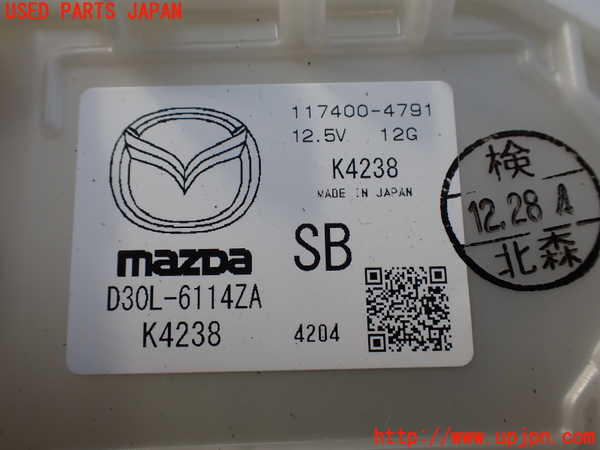 USED PARTS JAPAN
117400-4791
12.5V 12G
K4238
MADE IN JAPAN
mazda
SB
D30L-6114ZA
K4238
4204
検
12.28 A
北森
http://www.upjpn.com